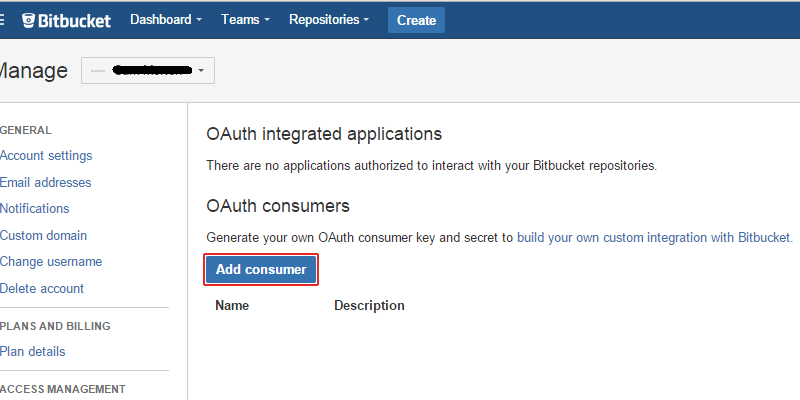 Bitbucket Dashboard Teams Repositories Create
Manage
GENERAL
Account settings
Email addresses
Notifications
Custom domain
Change username
Delete account
PLANS AND BILLING
Plan details
ACCESS MANAGEMENT
OAuth integrated applications
There are no applications authorized to interact with your Bitbucket repositories.
OAuth consumers
Generate your own OAuth consumer key and secret to build your own custom integration with Bitbucket.
Add consumer
Name Description